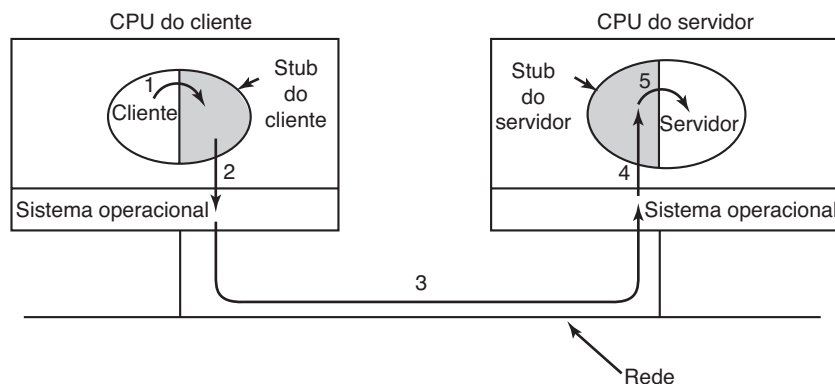 CPU do cliente
CPU do servidor
1
Cliente
Stub
do
cliente
2
Sistema operacional
Stub
do
servidor
5
Servidor
4
Sistema operacional
3
Rede